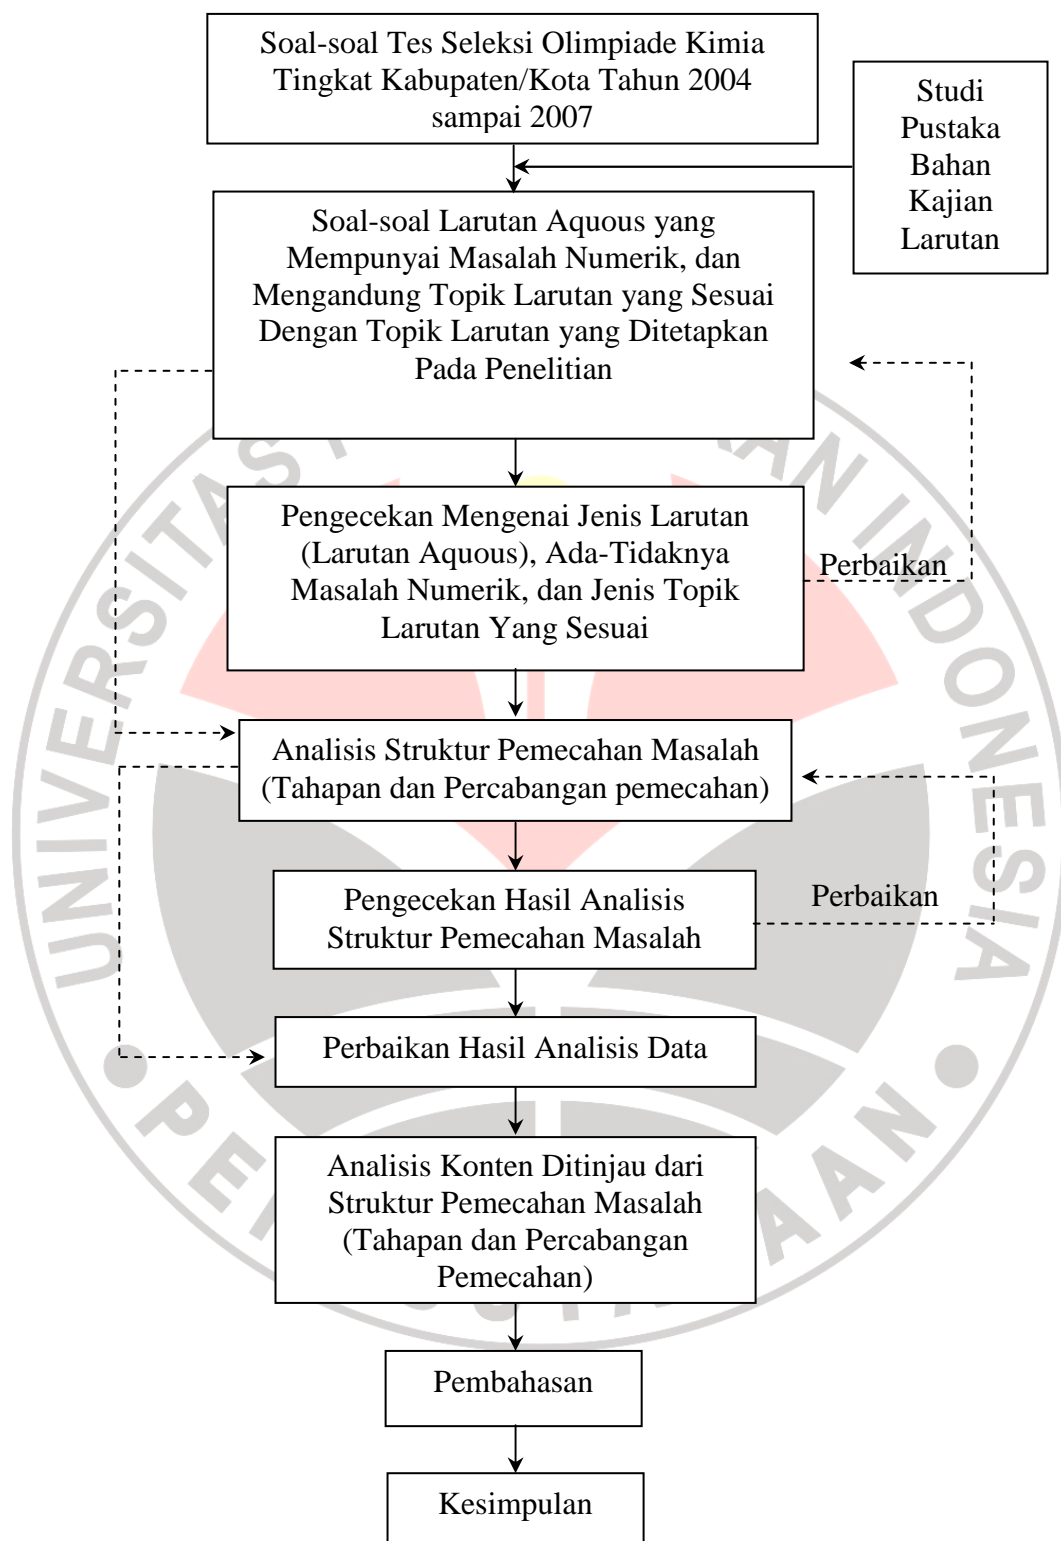 Soal-soal Tes Seleksi Olimpiade Kimia
Tingkat Kabupaten/Kota Tahun 2004
sampai 2007
Studi
Pustaka
Bahan
Kajian
Larutan
Soal-soal Larutan Aquous yang
Mempunyai Masalah Numerik, dan
Mengandung Topik Larutan yang Sesuai
Dengan Topik Larutan yang Ditetapkan
Pada Penelitian
Pengecekan Mengenai Jenis Larutan
(Larutan Aquous), Ada-Tidaknya
Masalah Numerik, dan Jenis Topik
Larutan Yang Sesuai
Perbaikan
Analisis Struktur Pemecahan Masalah
(Tahapan dan Percabangan pemecahan)
Pengecekan Hasil Analisis
Struktur Pemecahan Masalah
Perbaikan
Perbaikan Hasil Analisis Data
Analisis Konten Ditinjau dari
Struktur Pemecahan Masalah
(Tahapan dan Percabangan
Pemecahan)
Pembahasan
Kesimpulan
UNIVERSITAS
INDONESIA